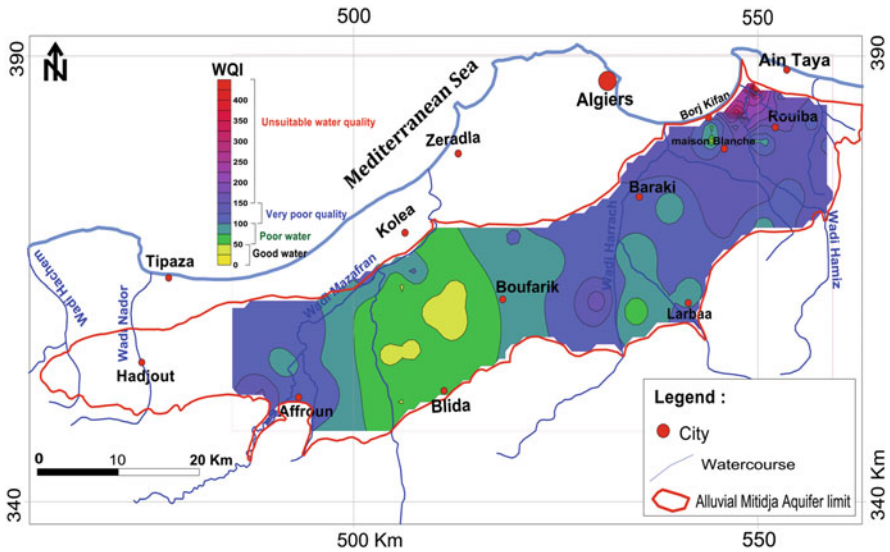 500
550
390
390
N
WQI
400
350
300
250
200
150
100
50
0
Unsuitable water quality
Very poor quality
Poor water
Good water
Mediterranean Sea
Algiers
Ain Taya
Borj Kifan
Rouiba
maison Blanche
Zeradla
Baraki
Kolea
Wadi Harrach
Wadi Hamiz
Tipaza
Wadi Mazafran
Boufarik
Larbaa
Wadi Hachem
Wadi Nador
Hadjout
Affroun
Blida
0 10 20 Km
Legend :
City
Watercourse
Alluvial Mitidja Aquifer limit
340
340 Km
500 Km
550